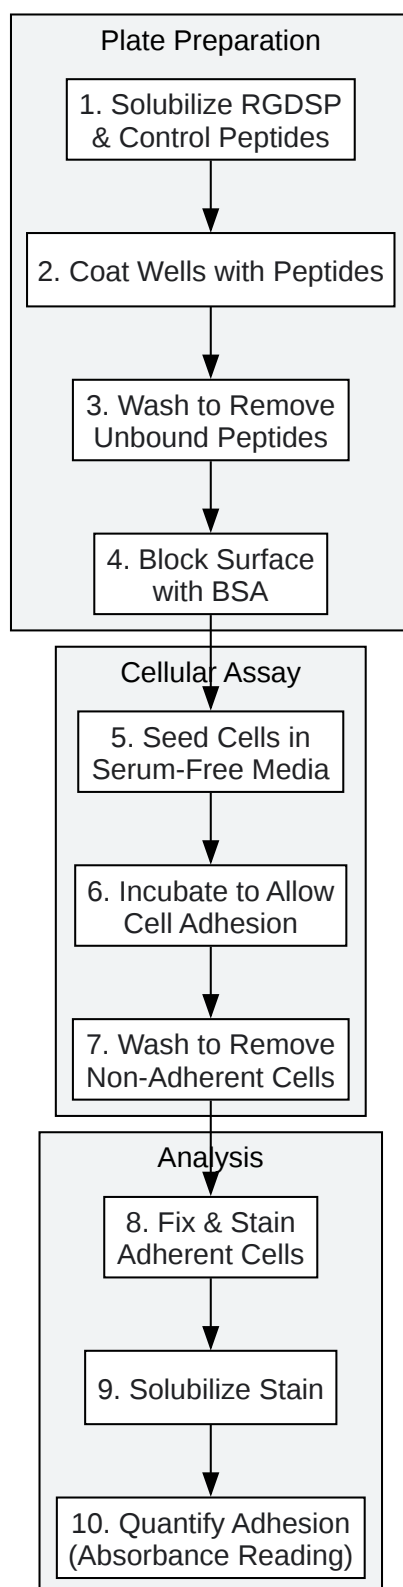 Plate Preparation
1. Solubilize RGDSP
& Control Peptides
2. Coat Wells with Peptides
3. Wash to Remove
Unbound Peptides
4. Block Surface
with BSA
Cellular Assay
5. Seed Cells in
Serum-Free Media
6. Incubate to Allow
Cell Adhesion
7. Wash to Remove
Non-Adherent Cells
Analysis
8. Fix & Stain
Adherent Cells
9. Solubilize Stain
10. Quantify Adhesion
(Absorbance Reading)